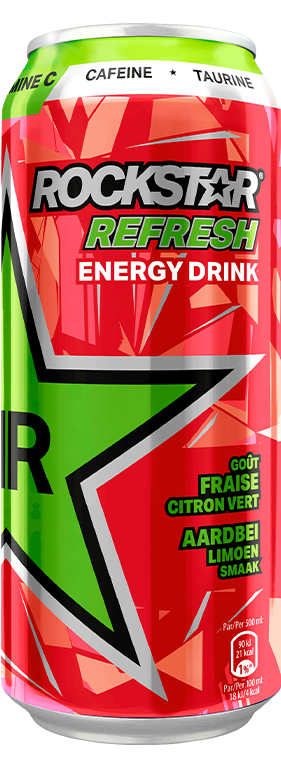 MINE C CAFEINE ★ TAURINE
ROCKSTAR®
REFRESH
ENERGY DRINK
IR
GOÛT
FRAISE
CITRON VERT
AARDBEI
LIMOEN
SMAAK
Par/Per 500 ml:
90 kJ
21 kcal
1%*
Par/Per 100 ml:
18 kJ/4 kcal